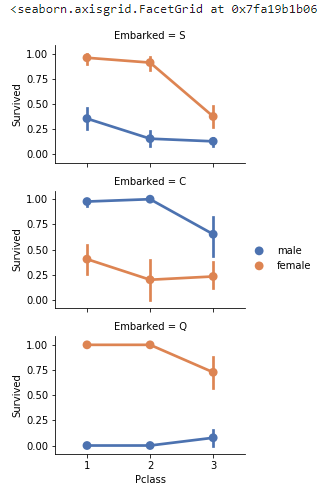 <seaborn.axisgrid.FacetGrid at 0x7fa19b1b06
Embarked = S
1.00
0.75
0.50
0.25
0.00
Survived
Embarked = C
1.00
0.75
0.50
0.25
0.00
Survived
male
female
Embarked = Q
1.00
0.75
0.50
0.25
0.00
Survived
1 2 3
Pclass